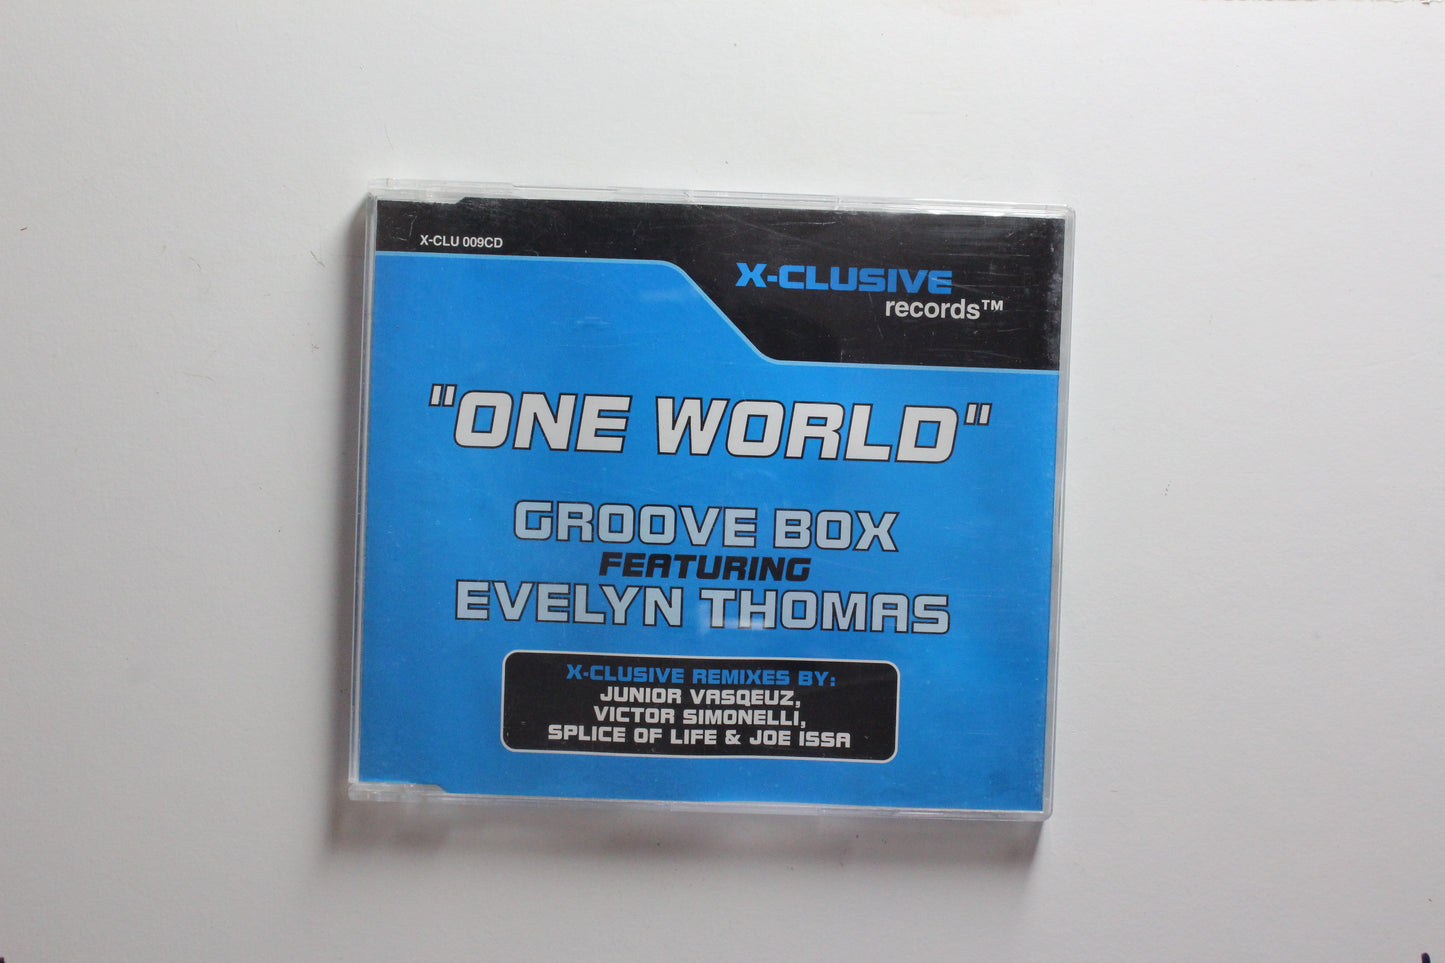 X-CLU 009CD
X-CLUSIVE
records™
"ONE WORLD"
GROOVE BOX
FEATURING
EVELYN THOMAS
X-CLUSIVE REMIXES BY:
JUNIOR VASQEUZ,
VICTOR SIMONELLI,
SPLICE OF LIFE & JOE ISSA